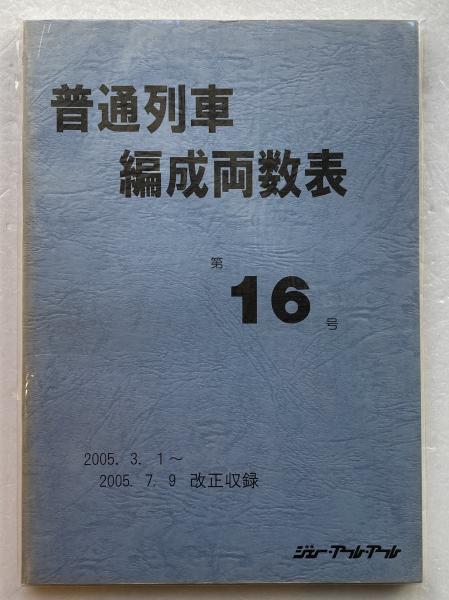 普通列車
編成両数表
第
16
号
2005. 3. 1～
2005. 7. 9 改正収録
ジェー・アール・アール